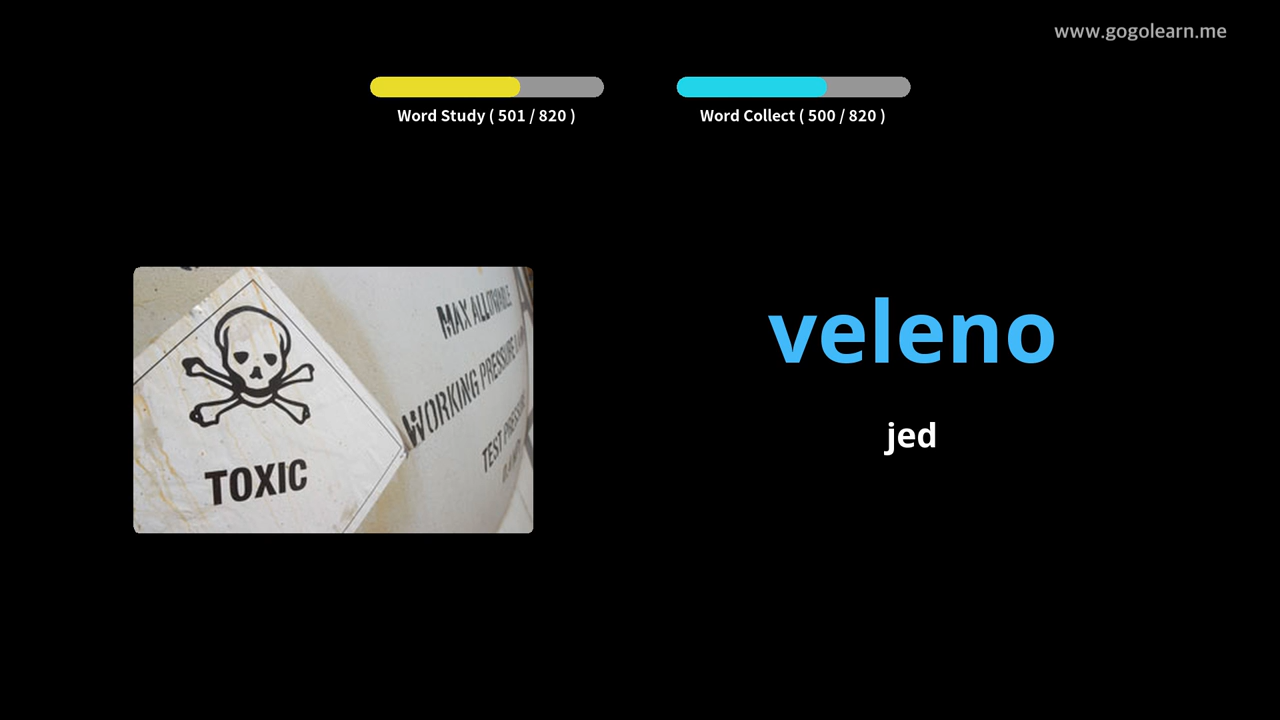 www.gogolearn.me
Word Study ( 501 / 820 )
Word Collect ( 500 / 820 )
MAX ALLOWABLE
WORKING PRESSURE
TEST PRESSURE
TOXIC
veleno
jed